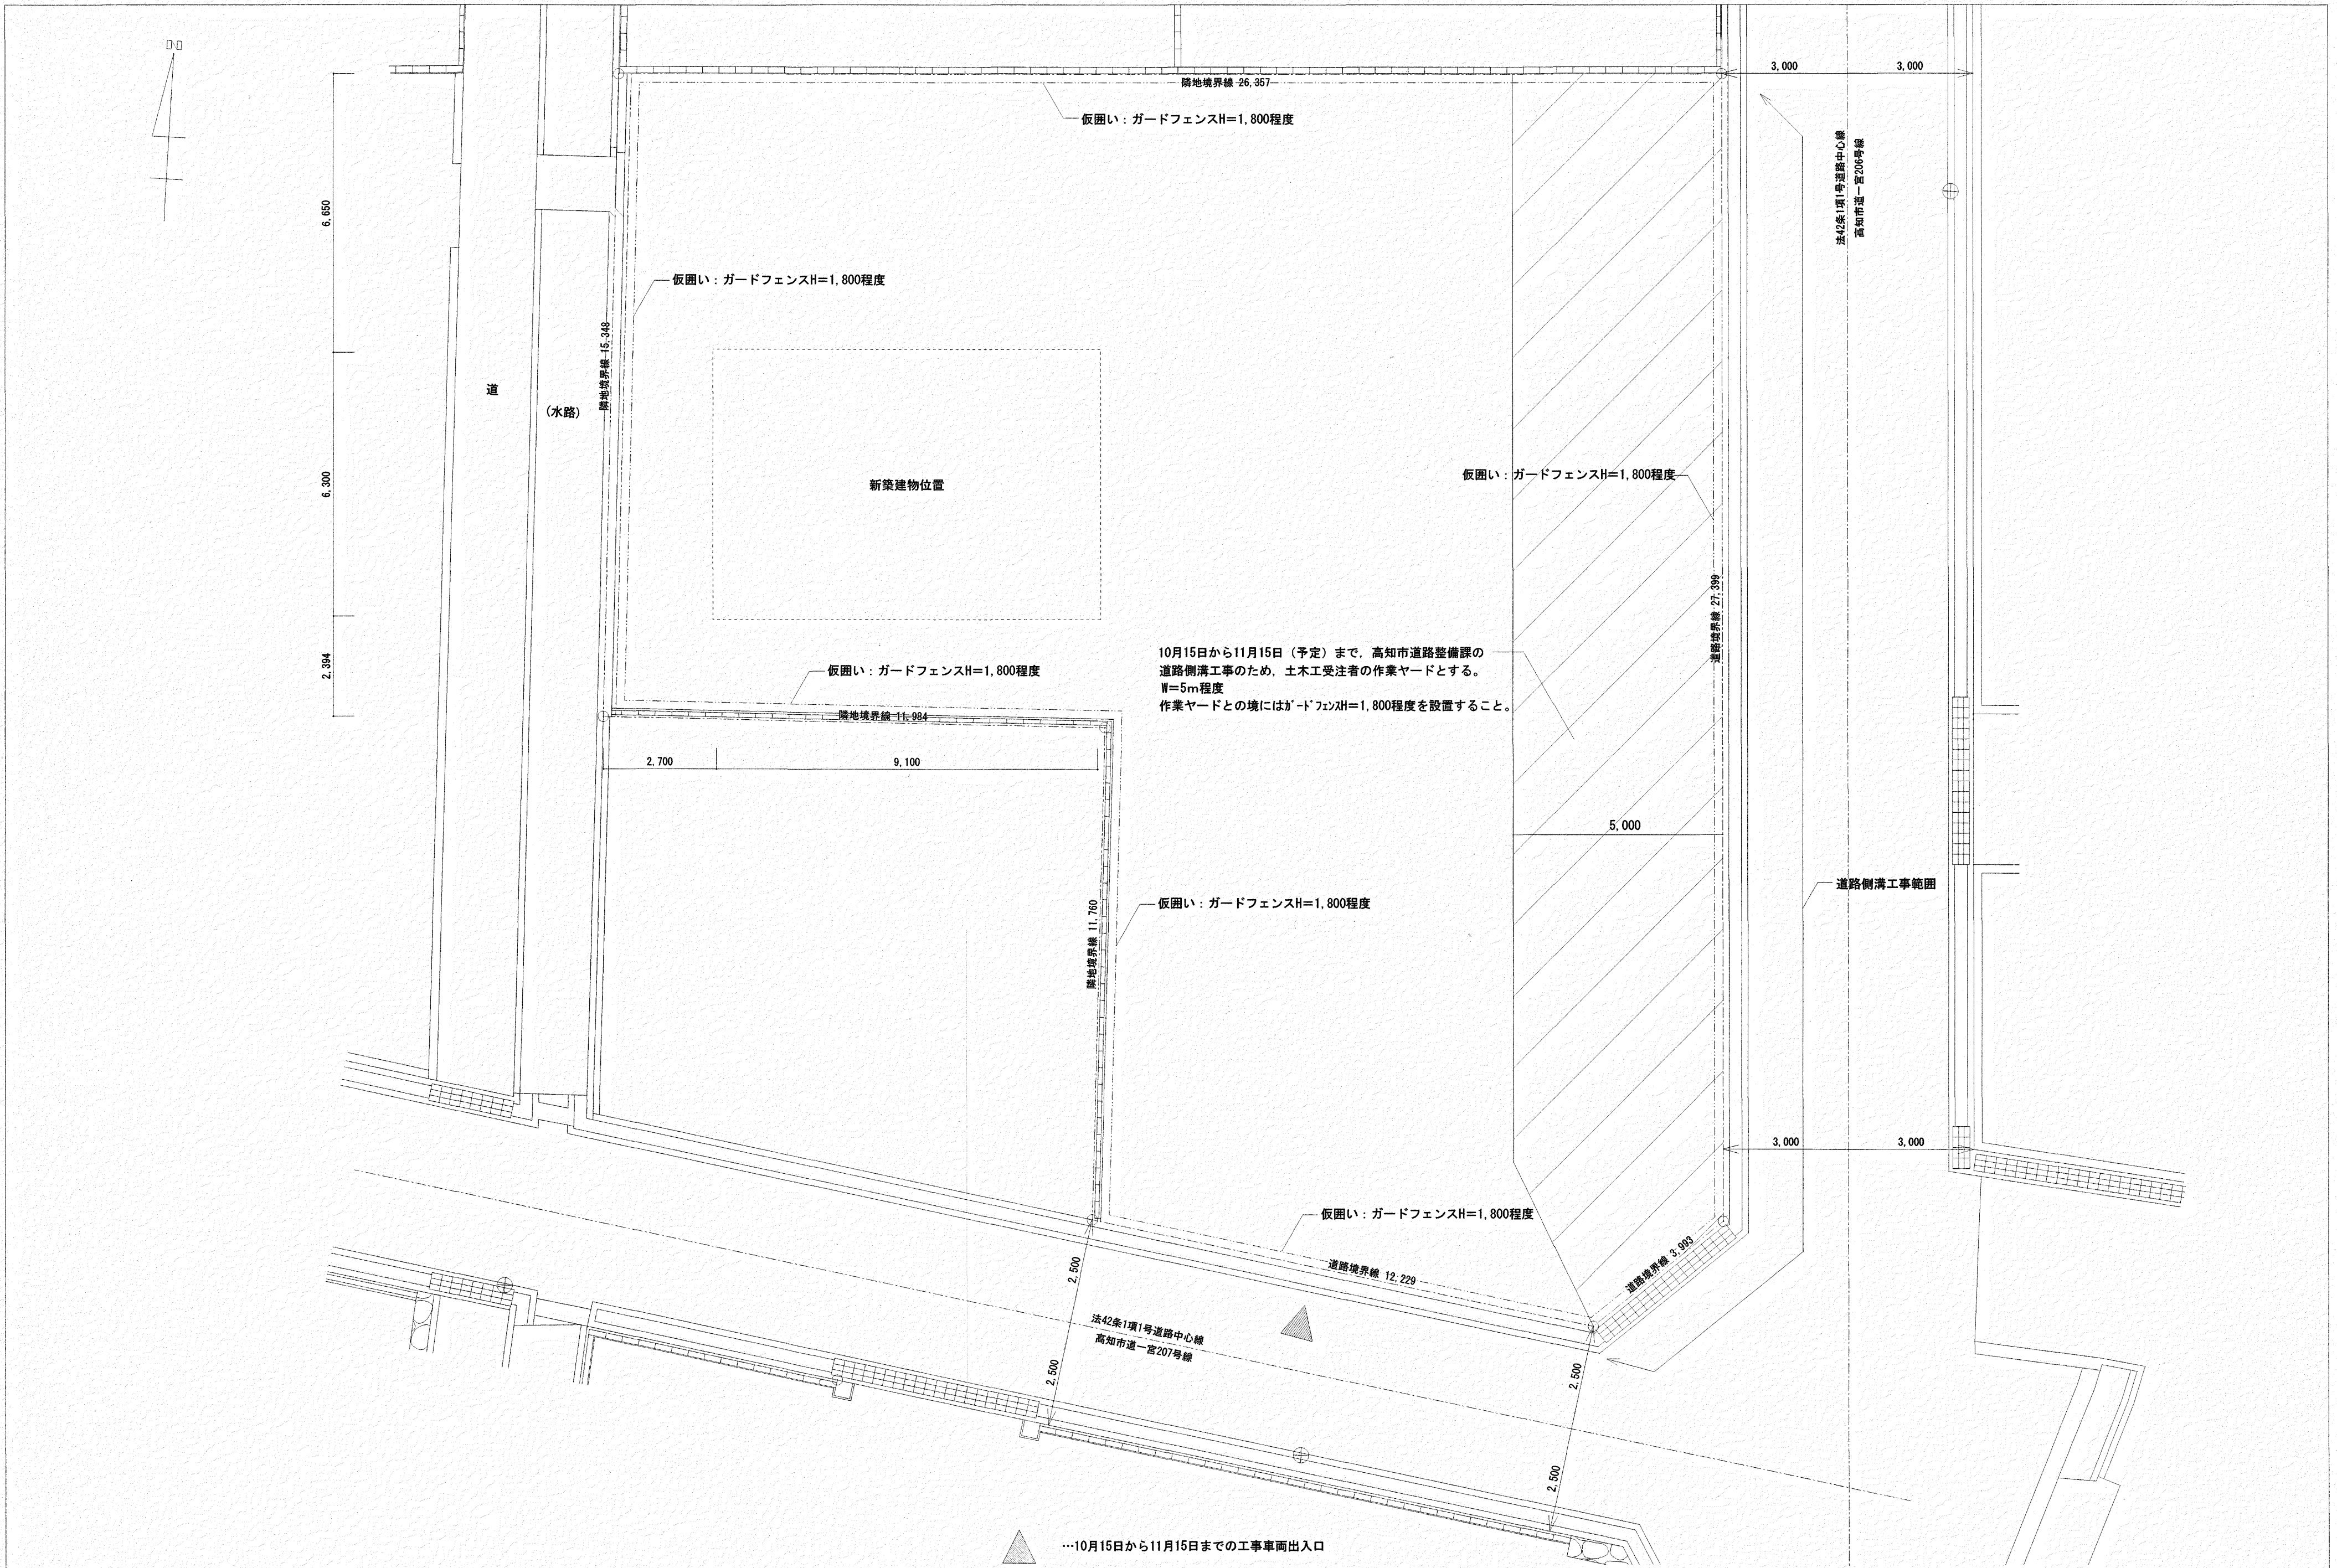 N
3,000
3,000
隣地境界線 26,357
仮囲い：ガードフェンスH＝1,800程度
法42条1項1号道路中心線
高知市道一宮206号線
6,650
仮囲い：ガードフェンスH＝1,800程度
隣地境界線 15,348
道
(水路)
6,300
新築建物位置
仮囲い：ガードフェンスH＝1,800程度
道路境界線 27,399
2,394
仮囲い：ガードフェンスH＝1,800程度
10月15日から11月15日（予定）まで，高知市道路整備課の
道路側溝工事のため，土木工受注者の作業ヤードとする。
W＝5m程度
作業ヤードとの境にはｶﾞｰﾄﾞﾌｪﾝｽH＝1,800程度を設置すること。
隣地境界線 11,984
2,700
9,100
5,000
道路側溝工事範囲
仮囲い：ガードフェンスH＝1,800程度
隣地境界線 11,760
3,000
3,000
仮囲い：ガードフェンスH＝1,800程度
道路境界線 3,993
道路境界線 12,229
2,500
法42条1項1号道路中心線
高知市道一宮207号線
2,500
2,500
2,500
…10月15日から11月15日までの工事車両出入口